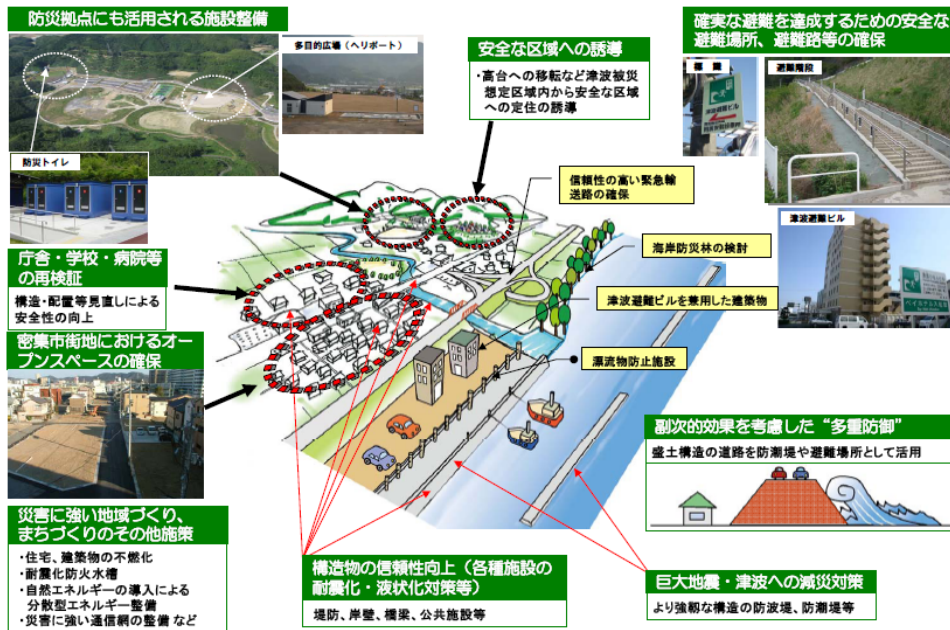 防災拠点にも活用される施設整備
多目的広場(ヘリポート)
防災トイレ
安全な区域への誘導
・高台への移転など津波被災
想定区域内から安全な区域
への定住の誘導
確実な避難を達成するための安全な
避難場所、避難路等の確保
標識
避難階段
津波避難ビル
津波避難ビル
信頼性の高い緊急輸
送路の確保
海岸防災林の検討
津波避難ビルを兼用した建築物
漂流物防止施設
庁舎・学校・病院等
の再検証
構造・配置等見直しによる
安全性の向上
密集市街地におけるオー
プンスペースの確保
副次的効果を考慮した“多重防御”
盛土構造の道路を防潮堤や避難場所として活用
災害に強い地域づくり、
まちづくりのその他施策
・住宅、建築物の不燃化
・耐震化防火水槽
・自然エネルギーの導入による
分散型エネルギー整備
・災害に強い通信網の整備 など
構造物の信頼性向上(各種施設の
耐震化・液状化対策等)
堤防、岸壁、橋梁、公共施設等
巨大地震・津波への減災対策
より強靭な構造の防波堤、防潮堤等